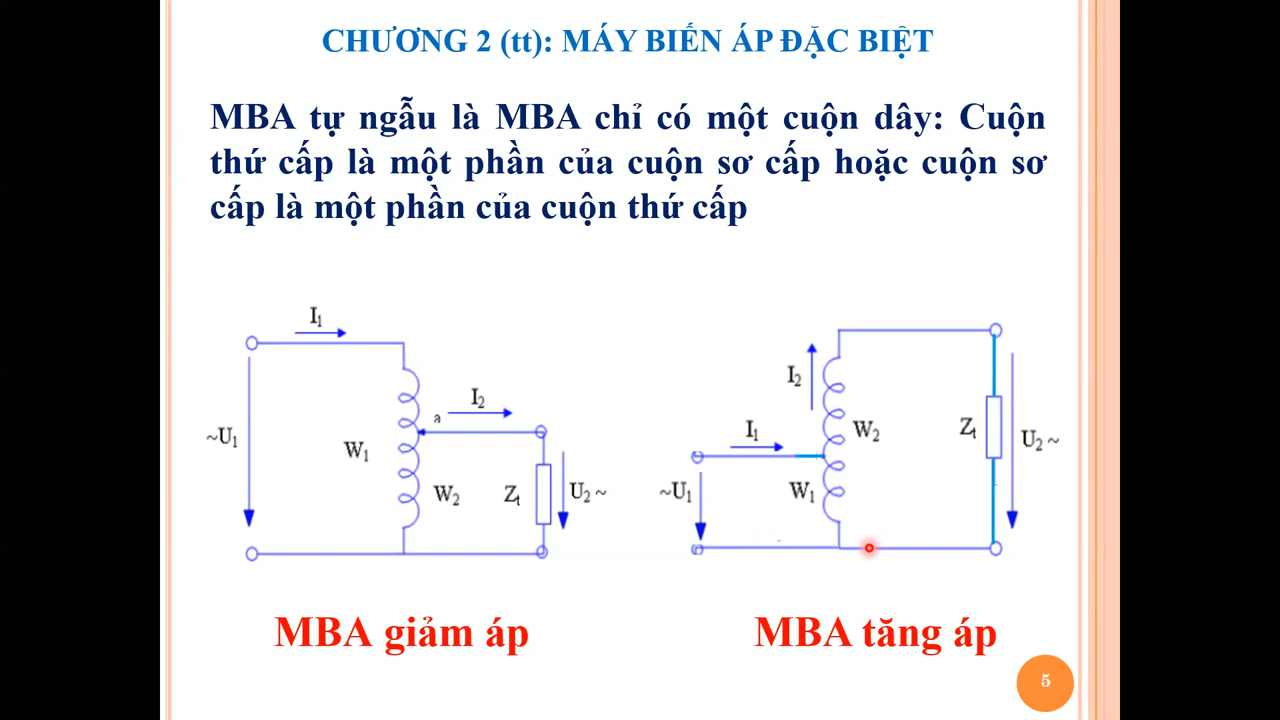 CHƯƠNG 2 (tt): MÁY BIẾN ÁP ĐẶC BIỆT
MBA tự ngẫu là MBA chỉ có một cuộn dây: Cuộn
thứ cấp là một phần của cuộn sơ cấp hoặc cuộn sơ
cấp là một phần của cuộn thứ cấp
I₁
a
I₂
~U₁
W₁
W₂
Zₜ
U₂ ~
I₂
I₁
W₂
Zₜ
U₂ ~
~U₁
W₁
MBA giảm áp
MBA tăng áp
5